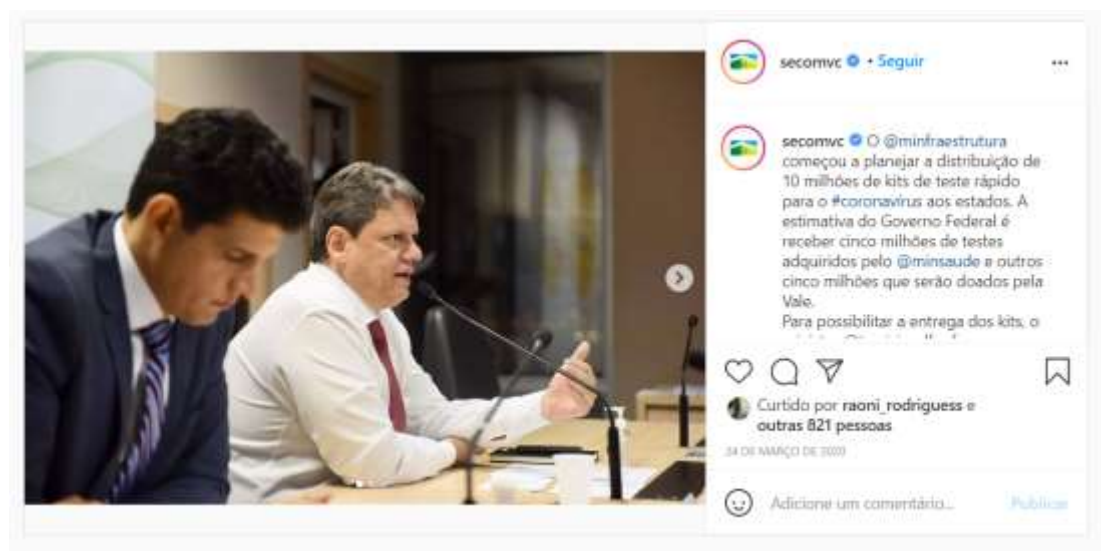 secomvc • Seguir
secomvc O @minfraestrutura
começou a planejar a distribuição de
10 milhões de kits de teste rápido
para o #coronavírus aos estados. A
estimativa do Governo Federal é
receber cinco milhões de testes
adquiridos pelo @minsaude e outros
cinco milhões que serão doados pela
Vale.
Para possibilitar a entrega dos kits, o
Curtido por raoni_rodriguess e
outras 821 pessoas
24 DE MARÇO DE 2020
Adicione um comentário...
Publicar